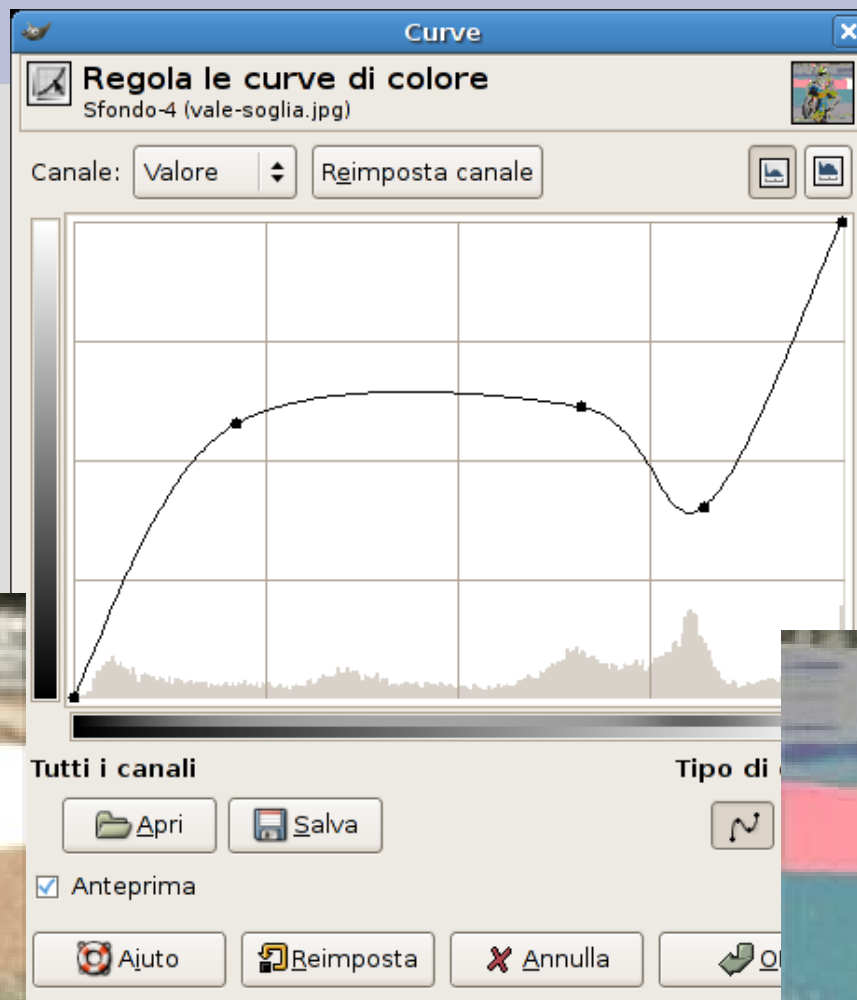 Curve
Regola le curve di colore
Sfondo-4 (vale-soglia.jpg)
Canale: Valore Reimposta canale
Tutti i canali Tipo di
Apri Salva
Anteprima
Aiuto Reimposta Annulla